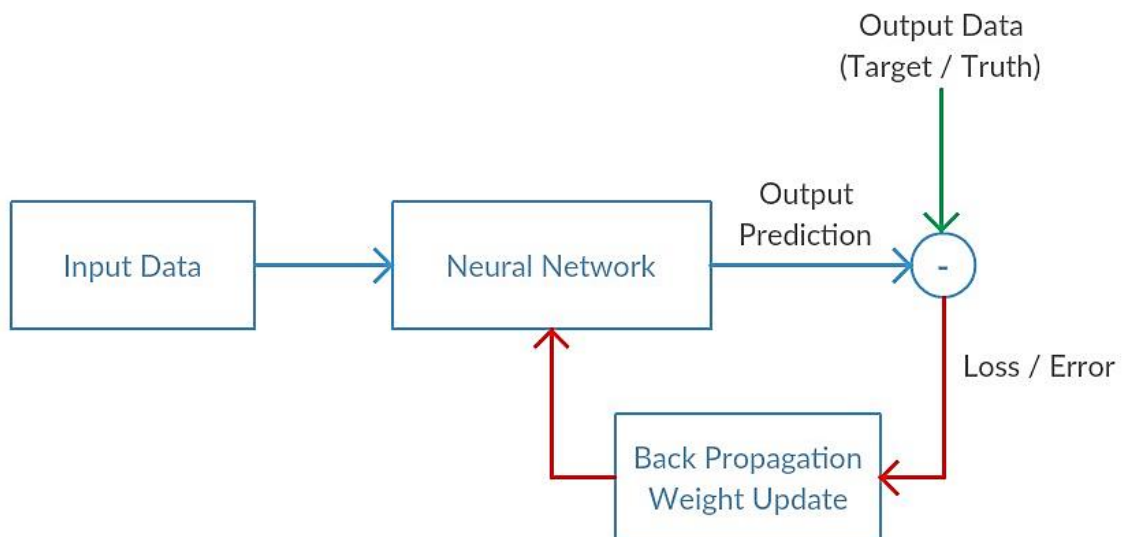 Output Data
(Target / Truth)
Output
Prediction
Input Data
Neural Network
-
Loss / Error
Back Propagation
Weight Update